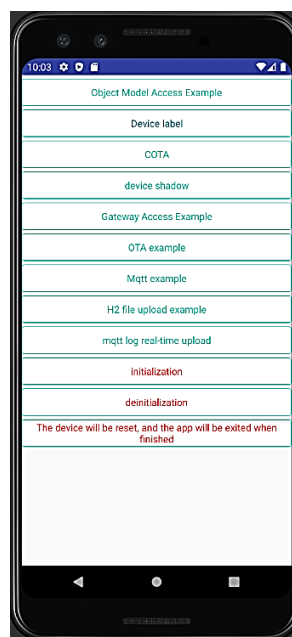 10:03
Object Model Access Example
Device label
COTA
device shadow
Gateway Access Example
OTA example
Mqtt example
H2 file upload example
mqtt log real-time upload
initialization
deinitialization
The device will be reset, and the app will be exited when
finished